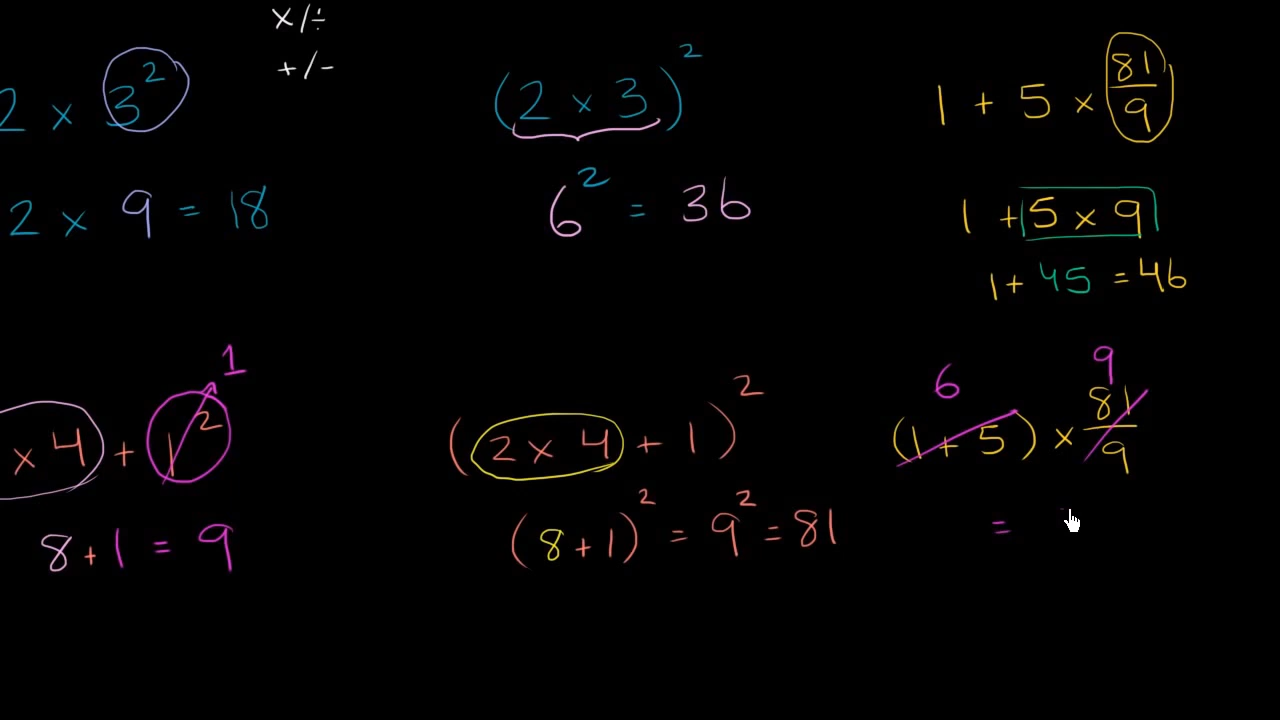 ×/÷
+/−
2 × 3²
2 × 9 = 18
(2 × 3)²
6² = 36
1 + 5 × 81/9
1 + 5 × 9
1 + 45 = 46
1
× 4 + 1²
8 + 1 = 9
(2 × 4 + 1)²
(8 + 1)² = 9² = 81
6 9
(1 + 5) × 81/9
=